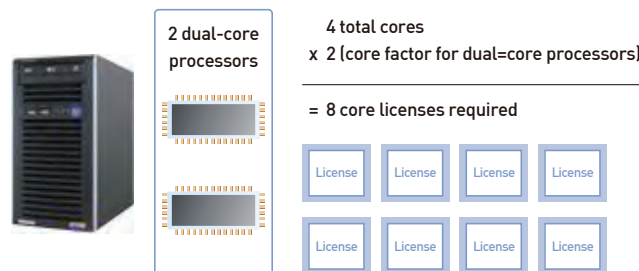 2 dual-core
processors
4 total cores
x 2 (core factor for dual=core processors)
= 8 core licenses required
License License License License
License License License License